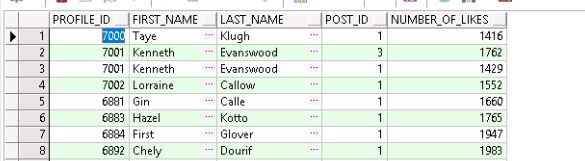 PROFILE_ID FIRST_NAME LAST_NAME POST_ID NUMBER_OF_LIKES
1 7000 Taye ... Klugh ... 1 1416
2 7001 Kenneth ... Evanswood ... 3 1762
3 7001 Kenneth ... Evanswood ... 1 1429
4 7002 Lorraine ... Callow ... 1 1552
5 6881 Gin ... Calle ... 1 1660
6 6883 Hazel ... Kotto ... 1 1765
7 6884 First ... Glover ... 1 1947
8 6892 Chely ... Dourif ... 1 1983